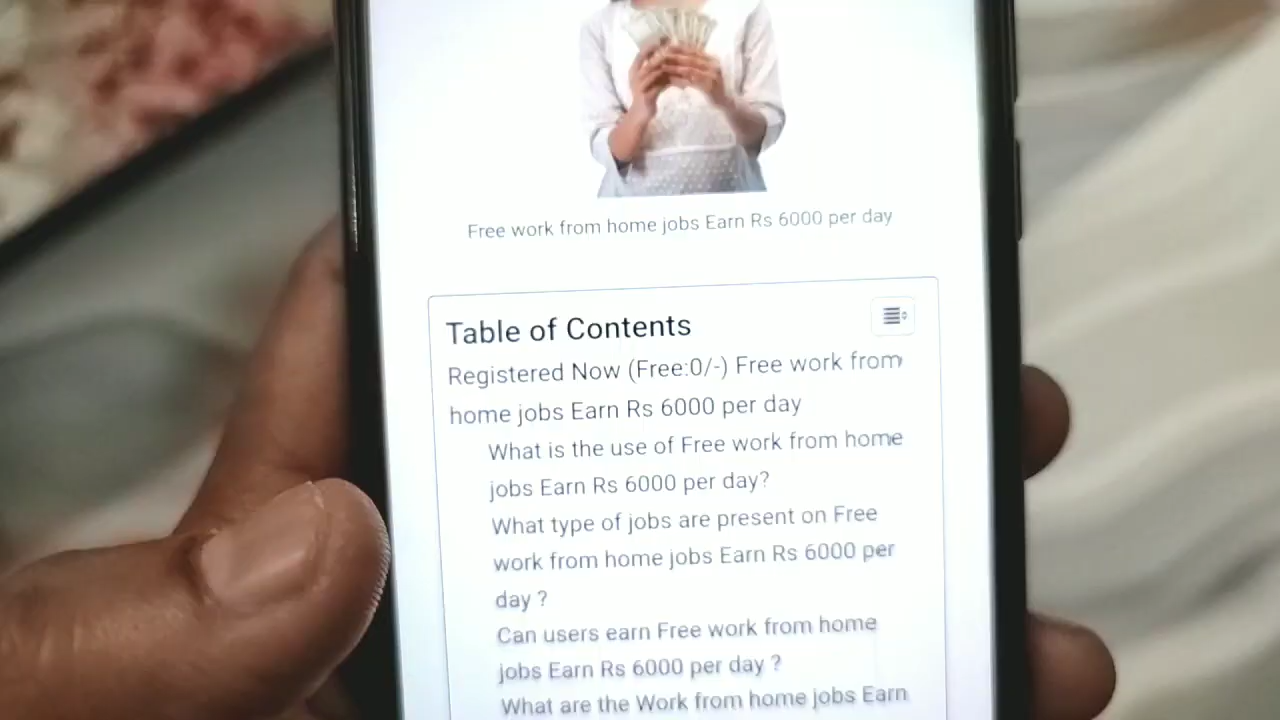 Free work from home jobs Earn Rs 6000 per day
Table of Contents
Registered Now (Free:0/-) Free work from
home jobs Earn Rs 6000 per day
What is the use of Free work from home
jobs Earn Rs 6000 per day?
What type of jobs are present on Free
work from home jobs Earn Rs 6000 per
day ?
Can users earn Free work from home
jobs Earn Rs 6000 per day ?
What are the Work from home jobs Earn